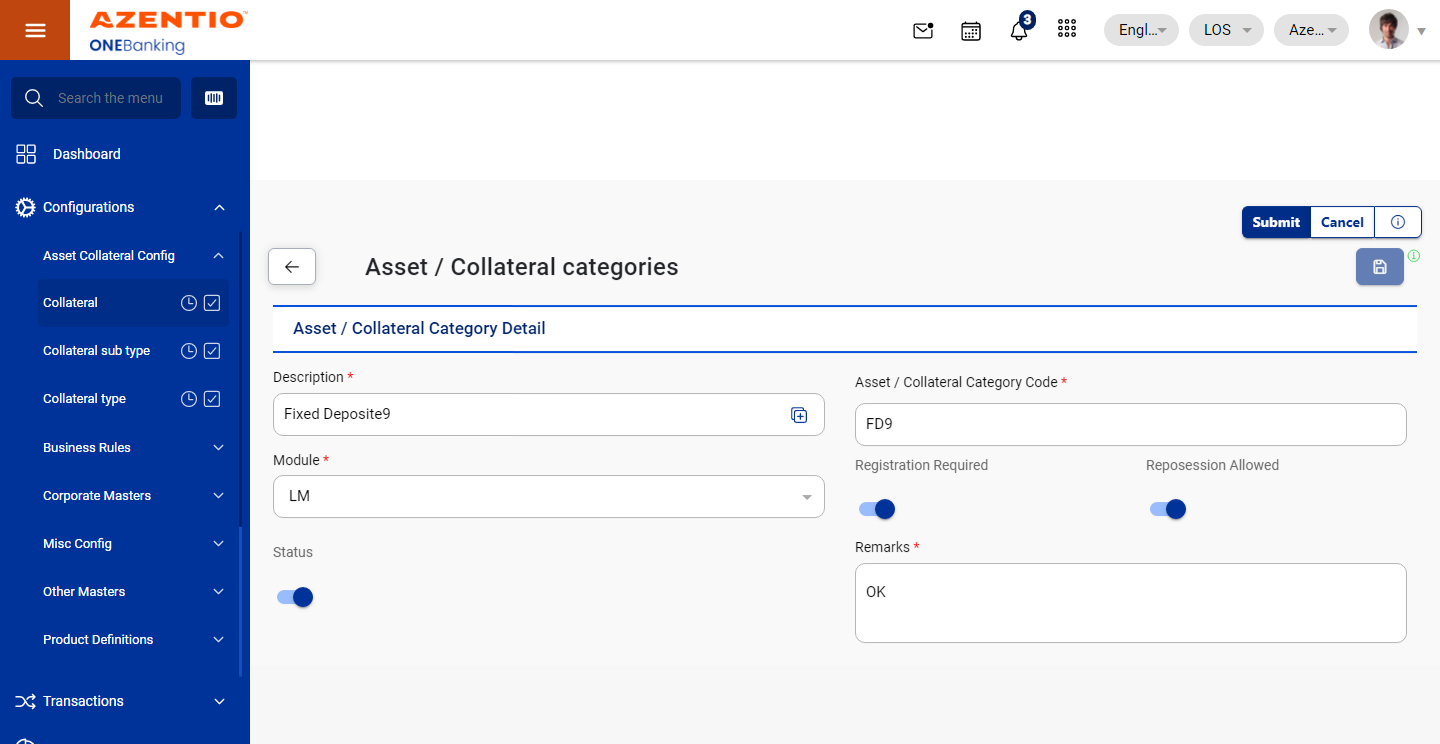 AZENTIO™
ONEBanking
3
Engl...
LOS
Aze...
Search the menu
Dashboard
Configurations
Asset Collateral Config
Collateral
Collateral sub type
Collateral type
Business Rules
Corporate Masters
Misc Config
Other Masters
Product Definitions
Transactions
Submit
Cancel
Asset / Collateral categories
Asset / Collateral Category Detail
Description *
Fixed Deposite9
Asset / Collateral Category Code *
FD9
Module *
LM
Registration Required
Reposession Allowed
Status
Remarks *
OK